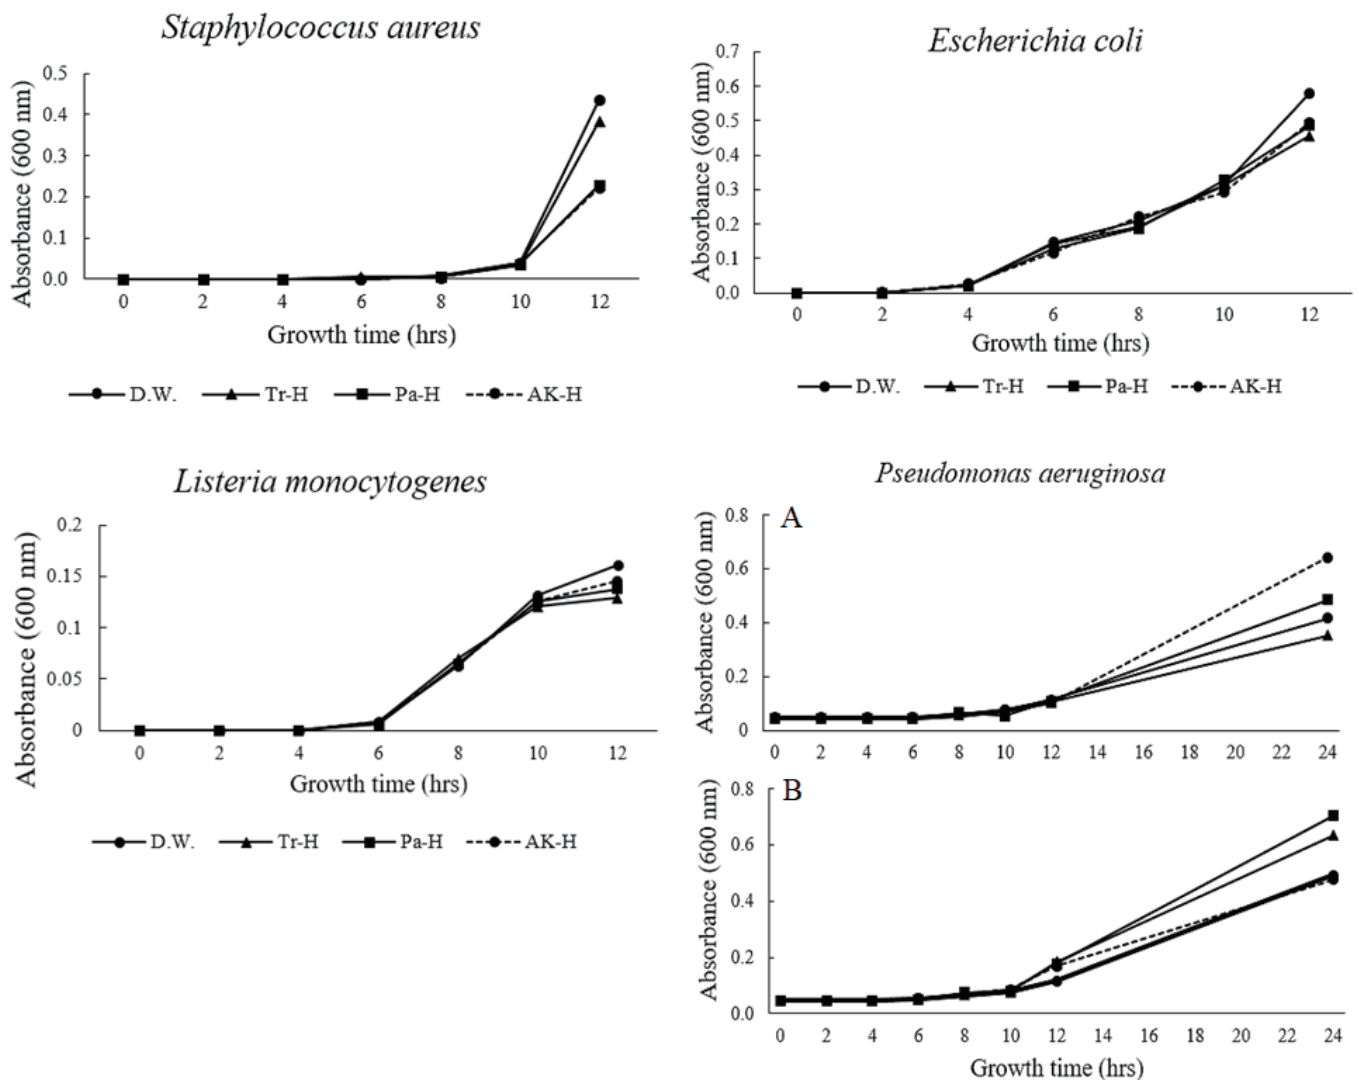 Staphylococcus aureus
Absorbance (600 nm)
0.5
0.4
0.3
0.2
0.1
0.0
0 2 4 6 8 10 12
Growth time (hrs)
D.W. Tr-H Pa-H AK-H
Escherichia coli
Absorbance (600 nm)
0.7
0.6
0.5
0.4
0.3
0.2
0.1
0.0
0 2 4 6 8 10 12
Growth time (hrs)
D.W. Tr-H Pa-H AK-H
Listeria monocytogenes
Absorbance (600 nm)
0.2
0.15
0.1
0.05
0
0 2 4 6 8 10 12
Growth time (hrs)
D.W. Tr-H Pa-H AK-H
Pseudomonas aeruginosa
A
Absorbance (600 nm)
0.8
0.6
0.4
0.2
0
0 2 4 6 8 10 12 14 16 18 20 22 24
B
Absorbance (600 nm)
0.8
0.6
0.4
0.2
0.0
0 2 4 6 8 10 12 14 16 18 20 22 24
Growth time (hrs)